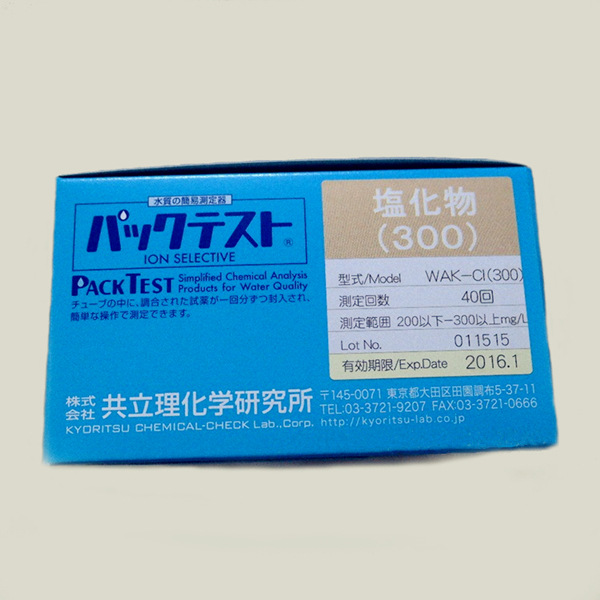 水質の簡易測定器
パックテスト®
ION SELECTIVE
PACKTEST Simplified Chemical Analysis
Products for Water Quality
チューブの中に、調合された試薬が一回分ずつ封入され、
簡単な操作で測定できます。
塩化物
(300)
型式/Model WAK-Cl(300)
測定回数 40回
測定範囲 200以下-300以上mg/L
Lot No. 011515
有効期限/Exp.Date 2016.1
株式会社 共立理化学研究所
KYORITSU CHEMICAL-CHECK Lab.,Corp.
〒145-0071 東京都大田区田園調布5-37-11
TEL:03-3721-9207 FAX:03-3721-0666
http://kyoritsu-lab.co.jp